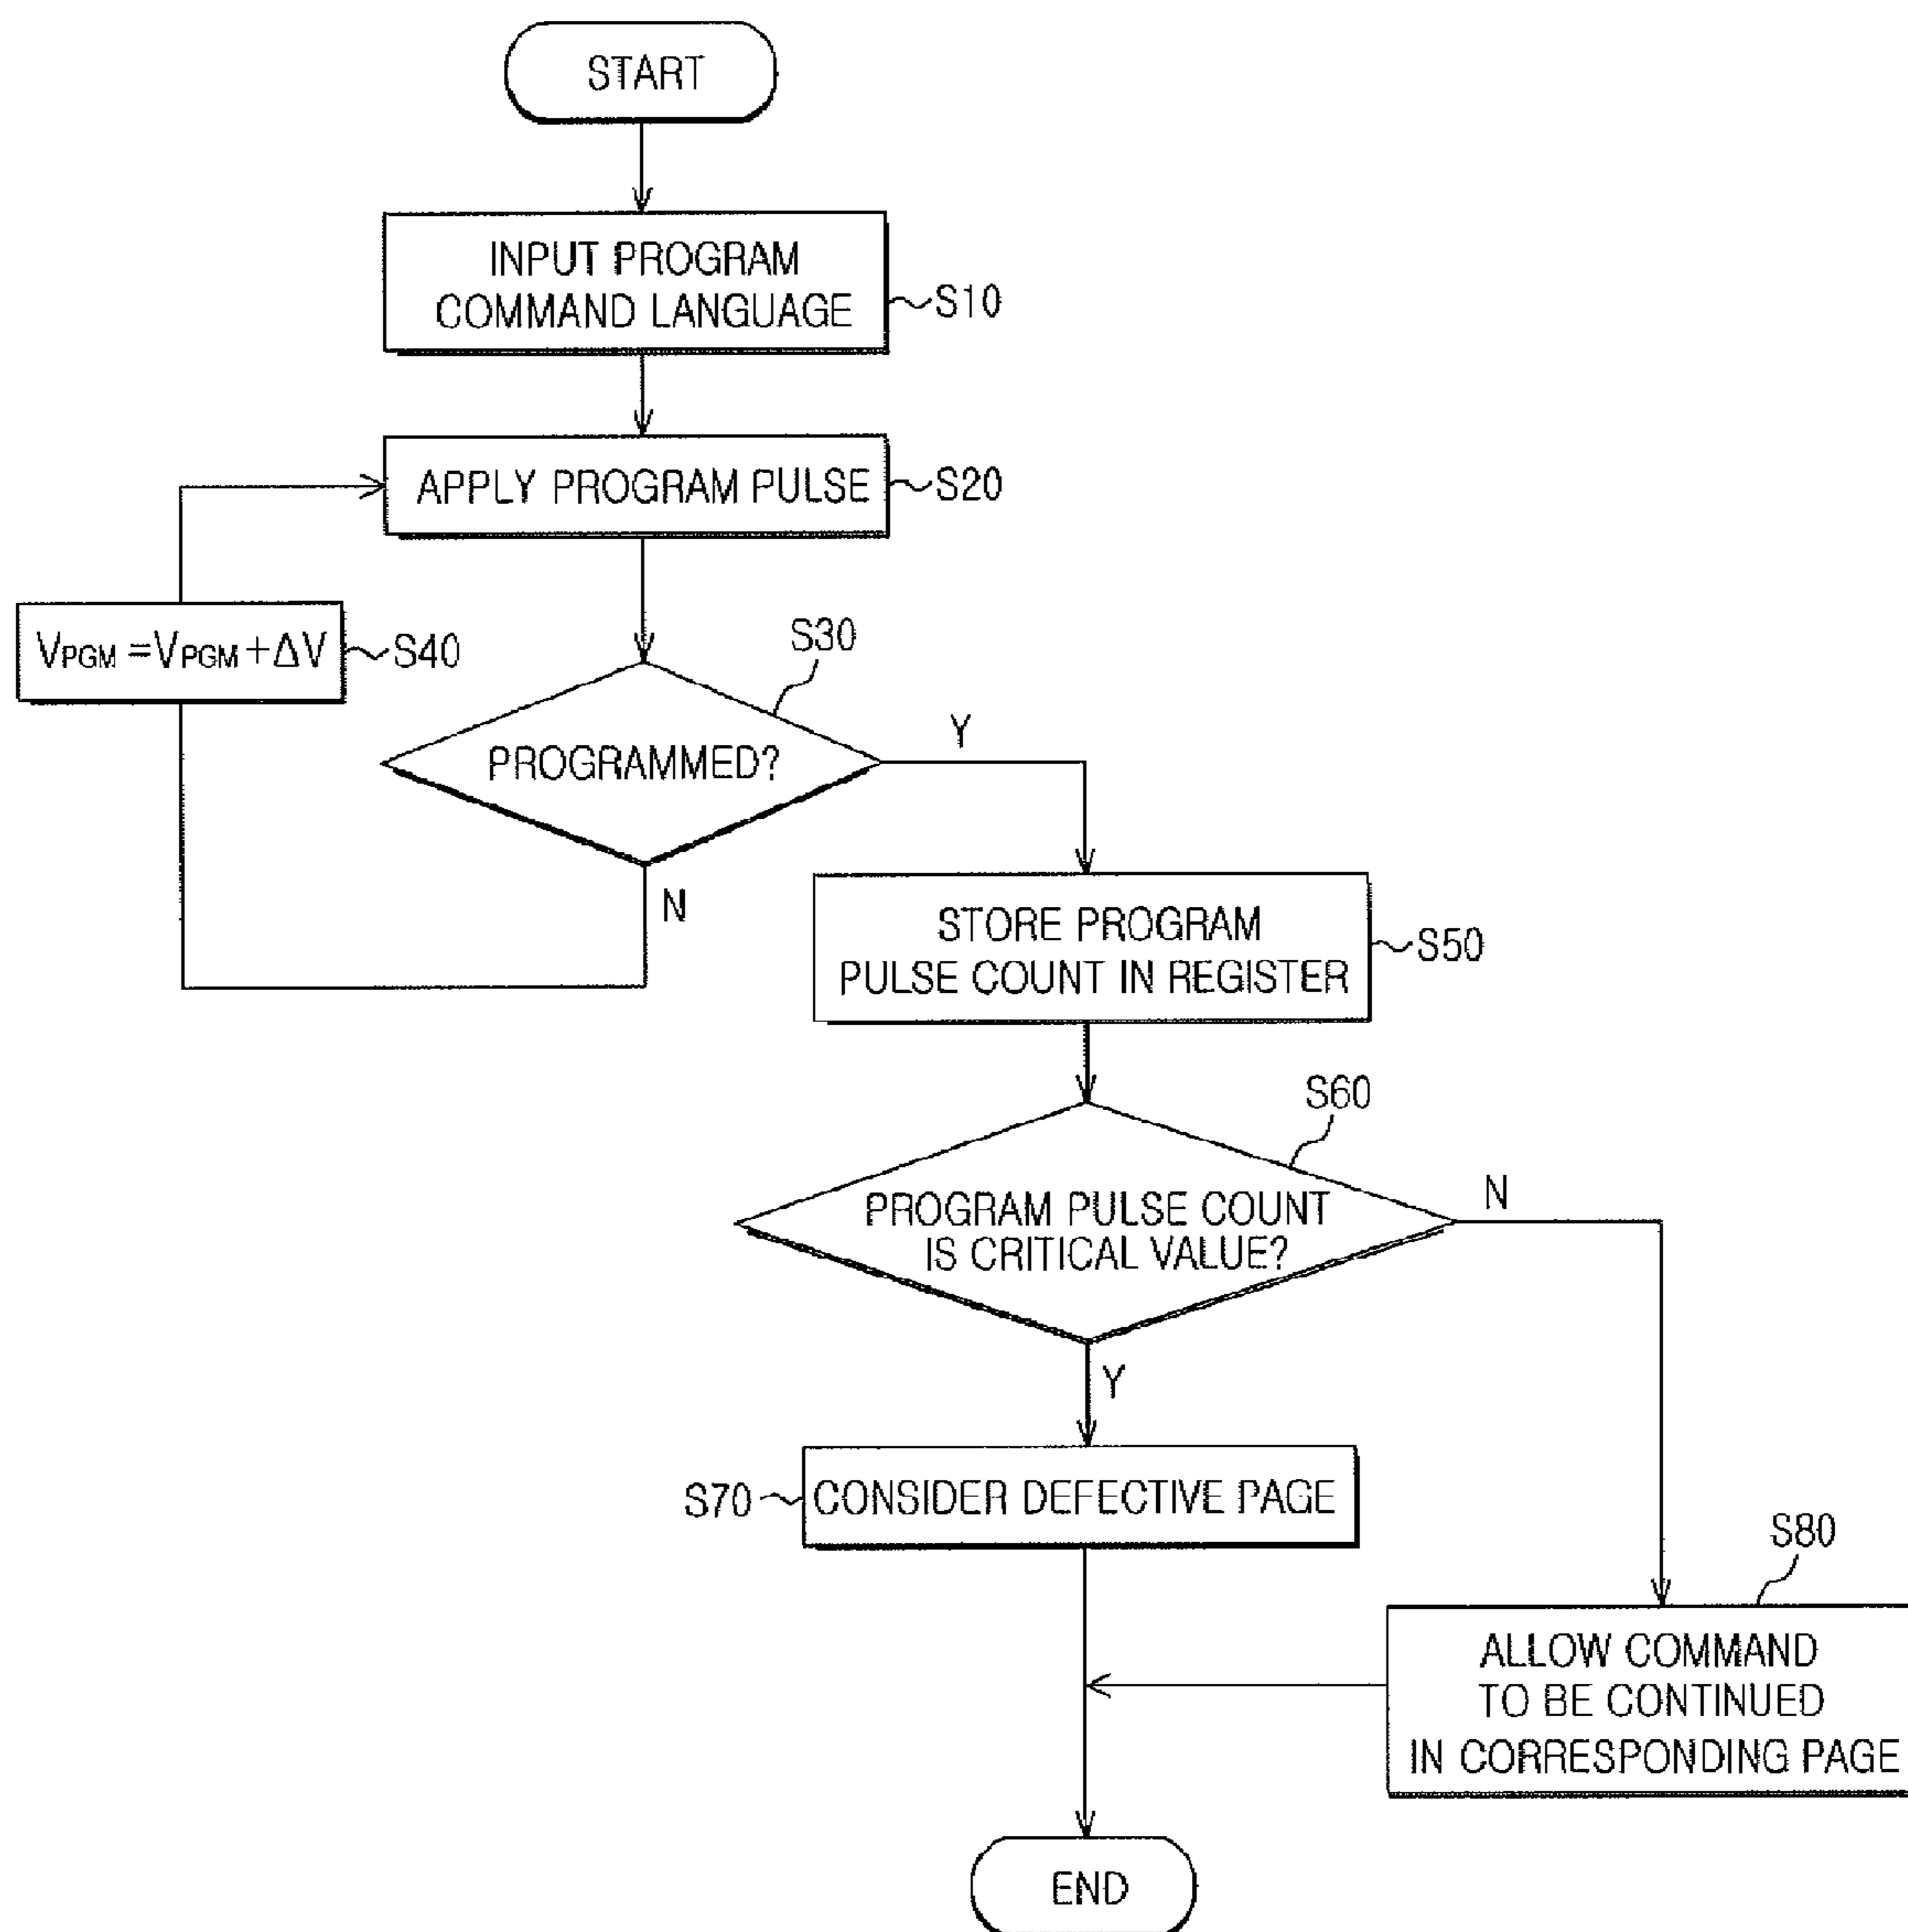 START
INPUT PROGRAM
COMMAND LANGUAGE
S10
APPLY PROGRAM PULSE
S20
VPGM =VPGM+ΔV
S40
S30
PROGRAMMED?
Y
N
STORE PROGRAM
PULSE COUNT IN REGISTER
S50
S60
PROGRAM PULSE COUNT
IS CRITICAL VALUE?
N
Y
S70
CONSIDER DEFECTIVE PAGE
S80
ALLOW COMMAND
TO BE CONTINUED
IN CORRESPONDING PAGE
END